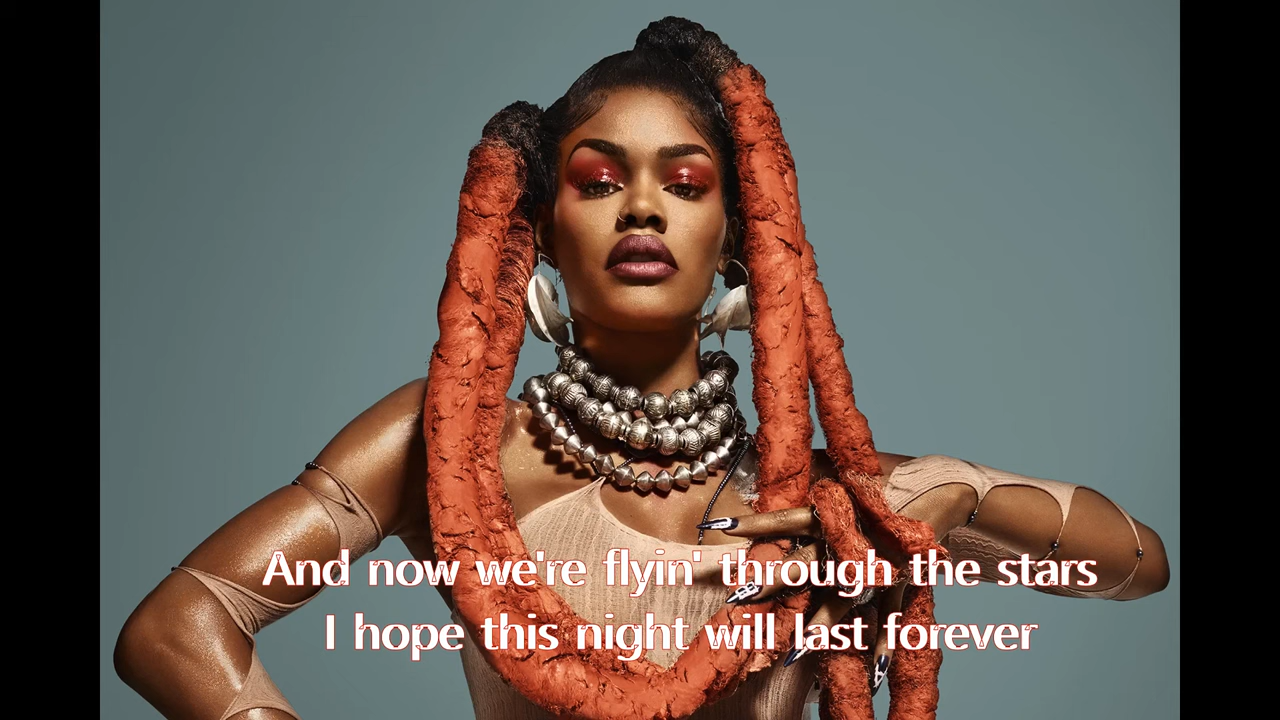 And now we're flyin' through the stars
I hope this night will last forever